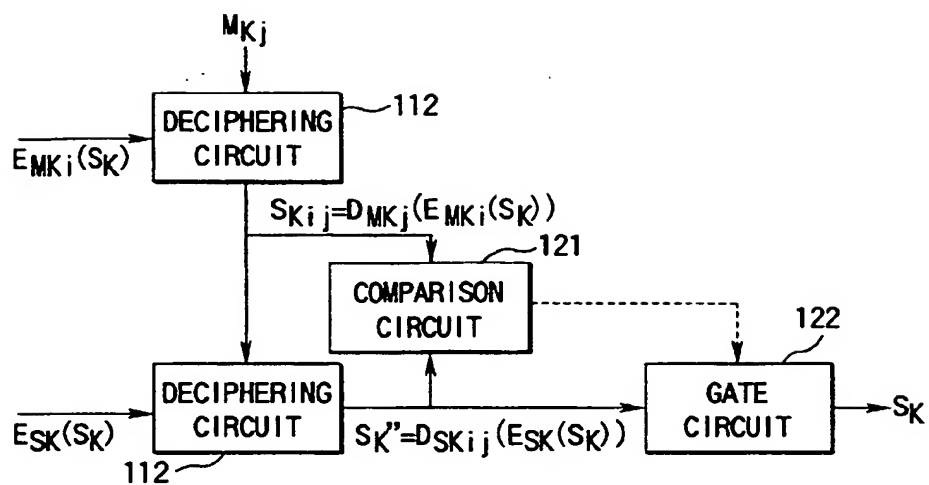 MKj
DECIPHERING
CIRCUIT
112
EMKi(SK)
SKij=DMKj(EMKi(SK))
121
COMPARISON
CIRCUIT
122
DECIPHERING
CIRCUIT
GATE
CIRCUIT
SK
ESK(SK)
SK"=DSKij(ESK(SK))
112